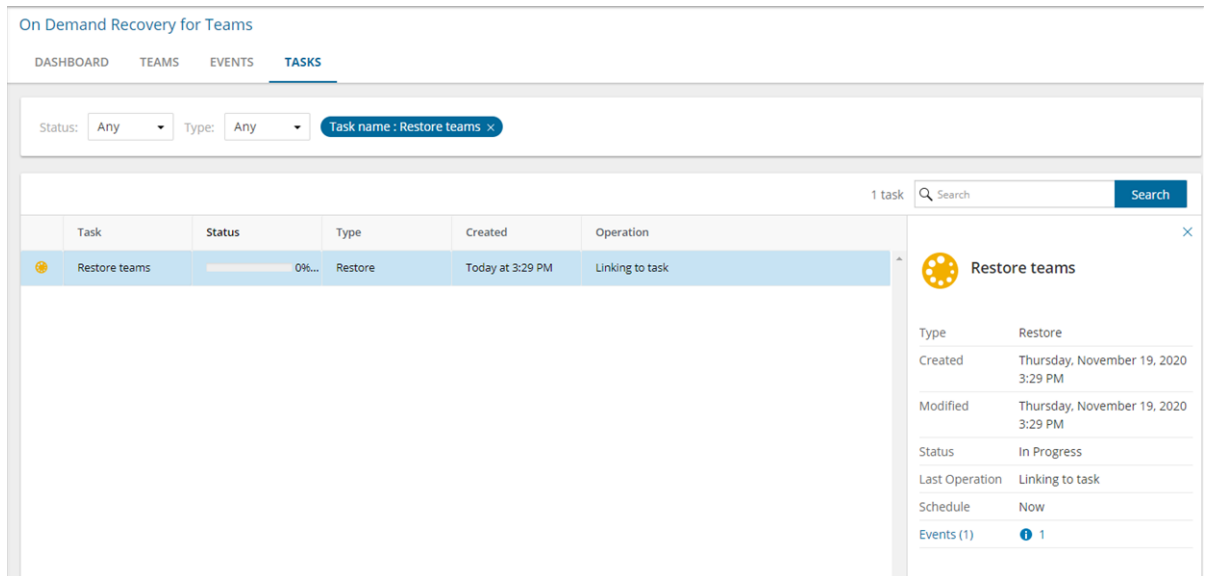 On Demand Recovery for Teams
DASHBOARD TEAMS EVENTS TASKS
Status: Any Type: Any Task name : Restore teams ×
1 task Search Search
Task Status Type Created Operation
Restore teams 0%... Restore Today at 3:29 PM Linking to task
Restore teams
Type Restore
Created Thursday, November 19, 2020
3:29 PM
Modified Thursday, November 19, 2020
3:29 PM
Status In Progress
Last Operation Linking to task
Schedule Now
Events (1) 1